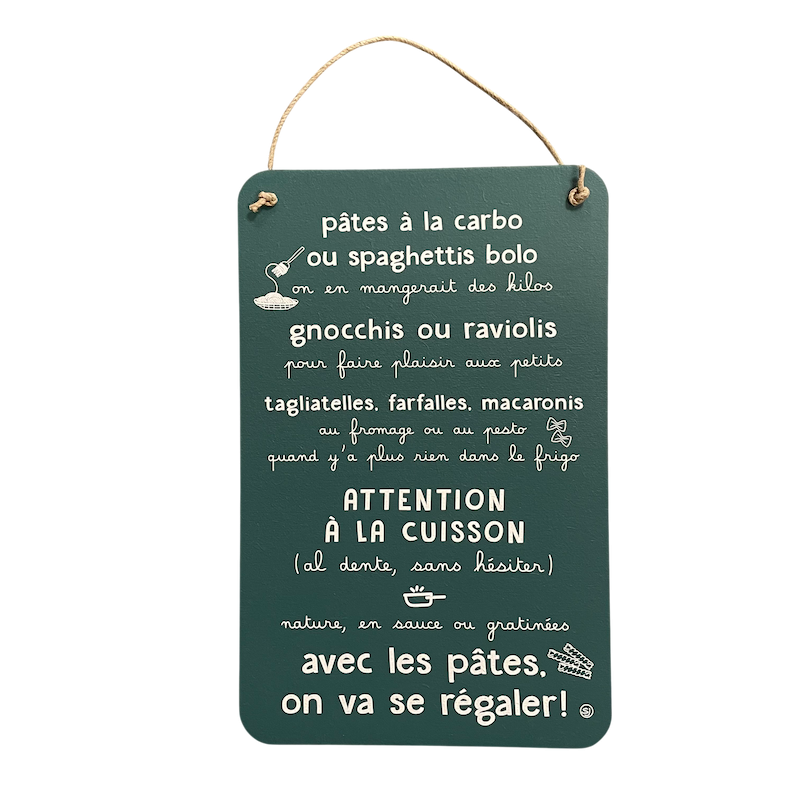 pâtes à la carbo
ou spaghettis bolo
on en mangerait des kilos
gnocchis ou raviolis
pour faire plaisir aux petits
tagliatelles, farfalles, macaronis
au fromage ou au pesto
quand y'a plus rien dans le frigo
ATTENTION
À LA CUISSON
(al dente, sans hésiter)
nature, en sauce ou gratinées
avec les pâtes,
on va se régaler!
si